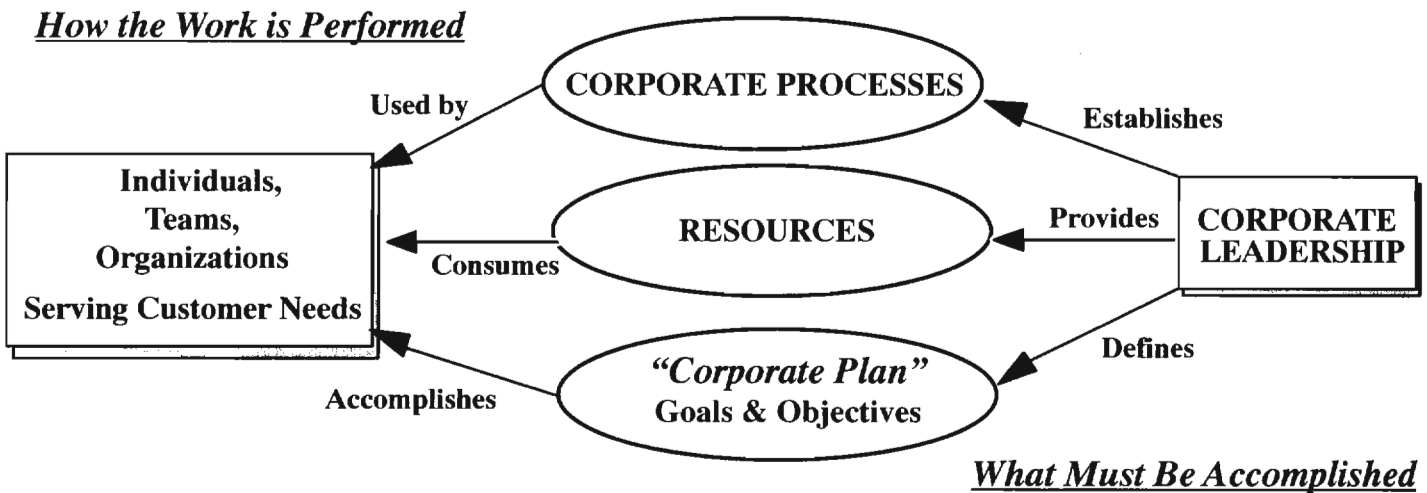 How the Work is Performed
CORPORATE PROCESSES
Used by
Establishes
Individuals,
Teams,
Organizations
Serving Customer Needs
RESOURCES
Consumes
Provides
CORPORATE
LEADERSHIP
Defines
“Corporate Plan”
Goals & Objectives
Accomplishes
What Must Be Accomplished